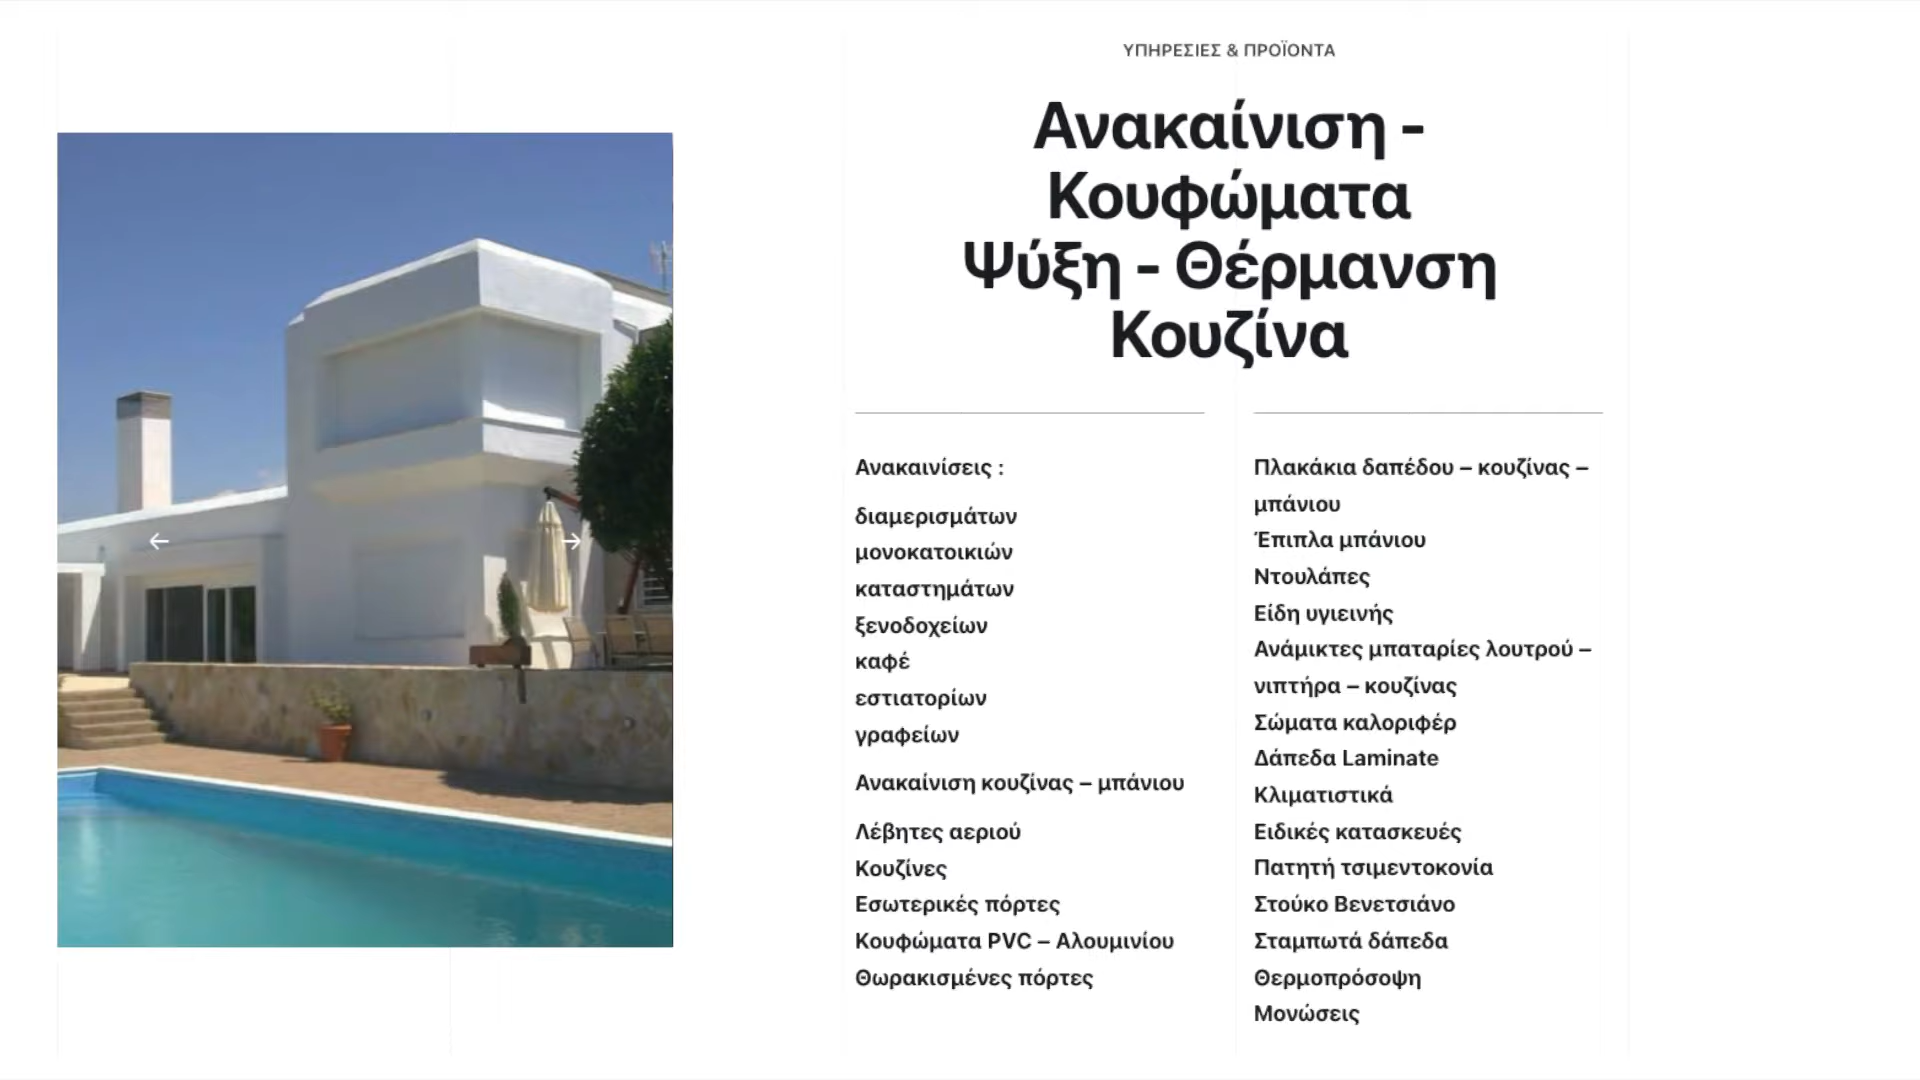 ΥΠΗΡΕΣΙΕΣ & ΠΡΟΪΟΝΤΑ
Ανακαίνιση -
Κουφώματα
Ψύξη - Θέρμανση
Κουζίνα
Ανακαινίσεις :
διαμερισμάτων
μονοκατοικιών
καταστημάτων
ξενοδοχείων
καφέ
εστιατορίων
γραφείων
Ανακαίνιση κουζίνας – μπάνιου
Λέβητες αεριού
Κουζίνες
Εσωτερικές πόρτες
Κουφώματα PVC – Αλουμινίου
Θωρακισμένες πόρτες
Πλακάκια δαπέδου – κουζίνας –
μπάνιου
Έπιπλα μπάνιου
Ντουλάπες
Είδη υγιεινής
Ανάμικτες μπαταρίες λουτρού –
νιπτήρα – κουζίνας
Σώματα καλοριφέρ
Δάπεδα Laminate
Κλιματιστικά
Ειδικές κατασκευές
Πατητή τσιμεντοκονία
Στούκο Βενετσιάνο
Σταμπωτά δάπεδα
Θερμοπρόσοψη
Μονώσεις